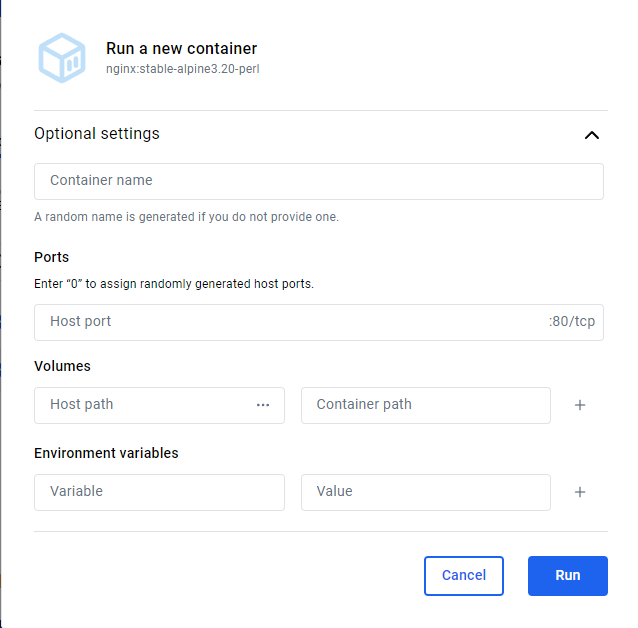 Run a new container
nginx:stable-alpine3.20-perl
Optional settings
Container name
A random name is generated if you do not provide one.
Ports
Enter “0” to assign randomly generated host ports.
Host port :80/tcp
Volumes
Host path ··· Container path +
Environment variables
Variable Value +
Cancel Run